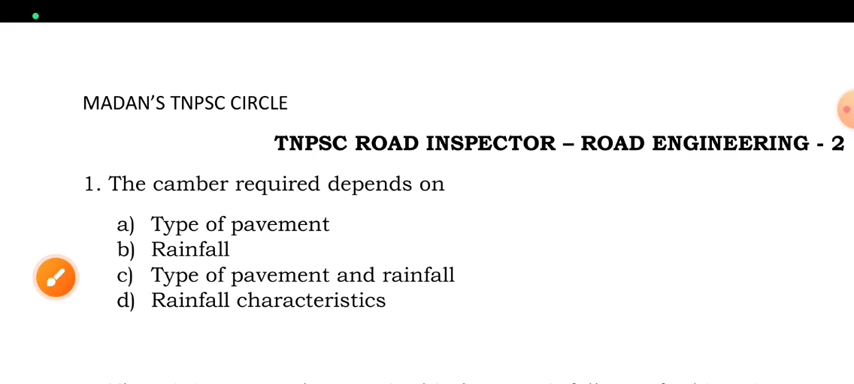 MADAN'S TNPSC CIRCLE
TNPSC ROAD INSPECTOR – ROAD ENGINEERING - 2
1. The camber required depends on
a) Type of pavement
b) Rainfall
c) Type of pavement and rainfall
d) Rainfall characteristics